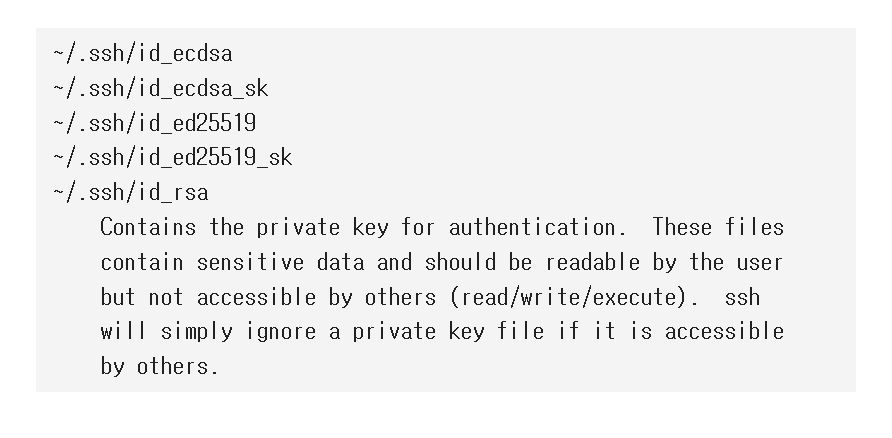 ~/.ssh/id_ecdsa
~/.ssh/id_ecdsa_sk
~/.ssh/id_ed25519
~/.ssh/id_ed25519_sk
~/.ssh/id_rsa
    Contains the private key for authentication.  These files
    contain sensitive data and should be readable by the user
    but not accessible by others (read/write/execute).  ssh
    will simply ignore a private key file if it is accessible
    by others.